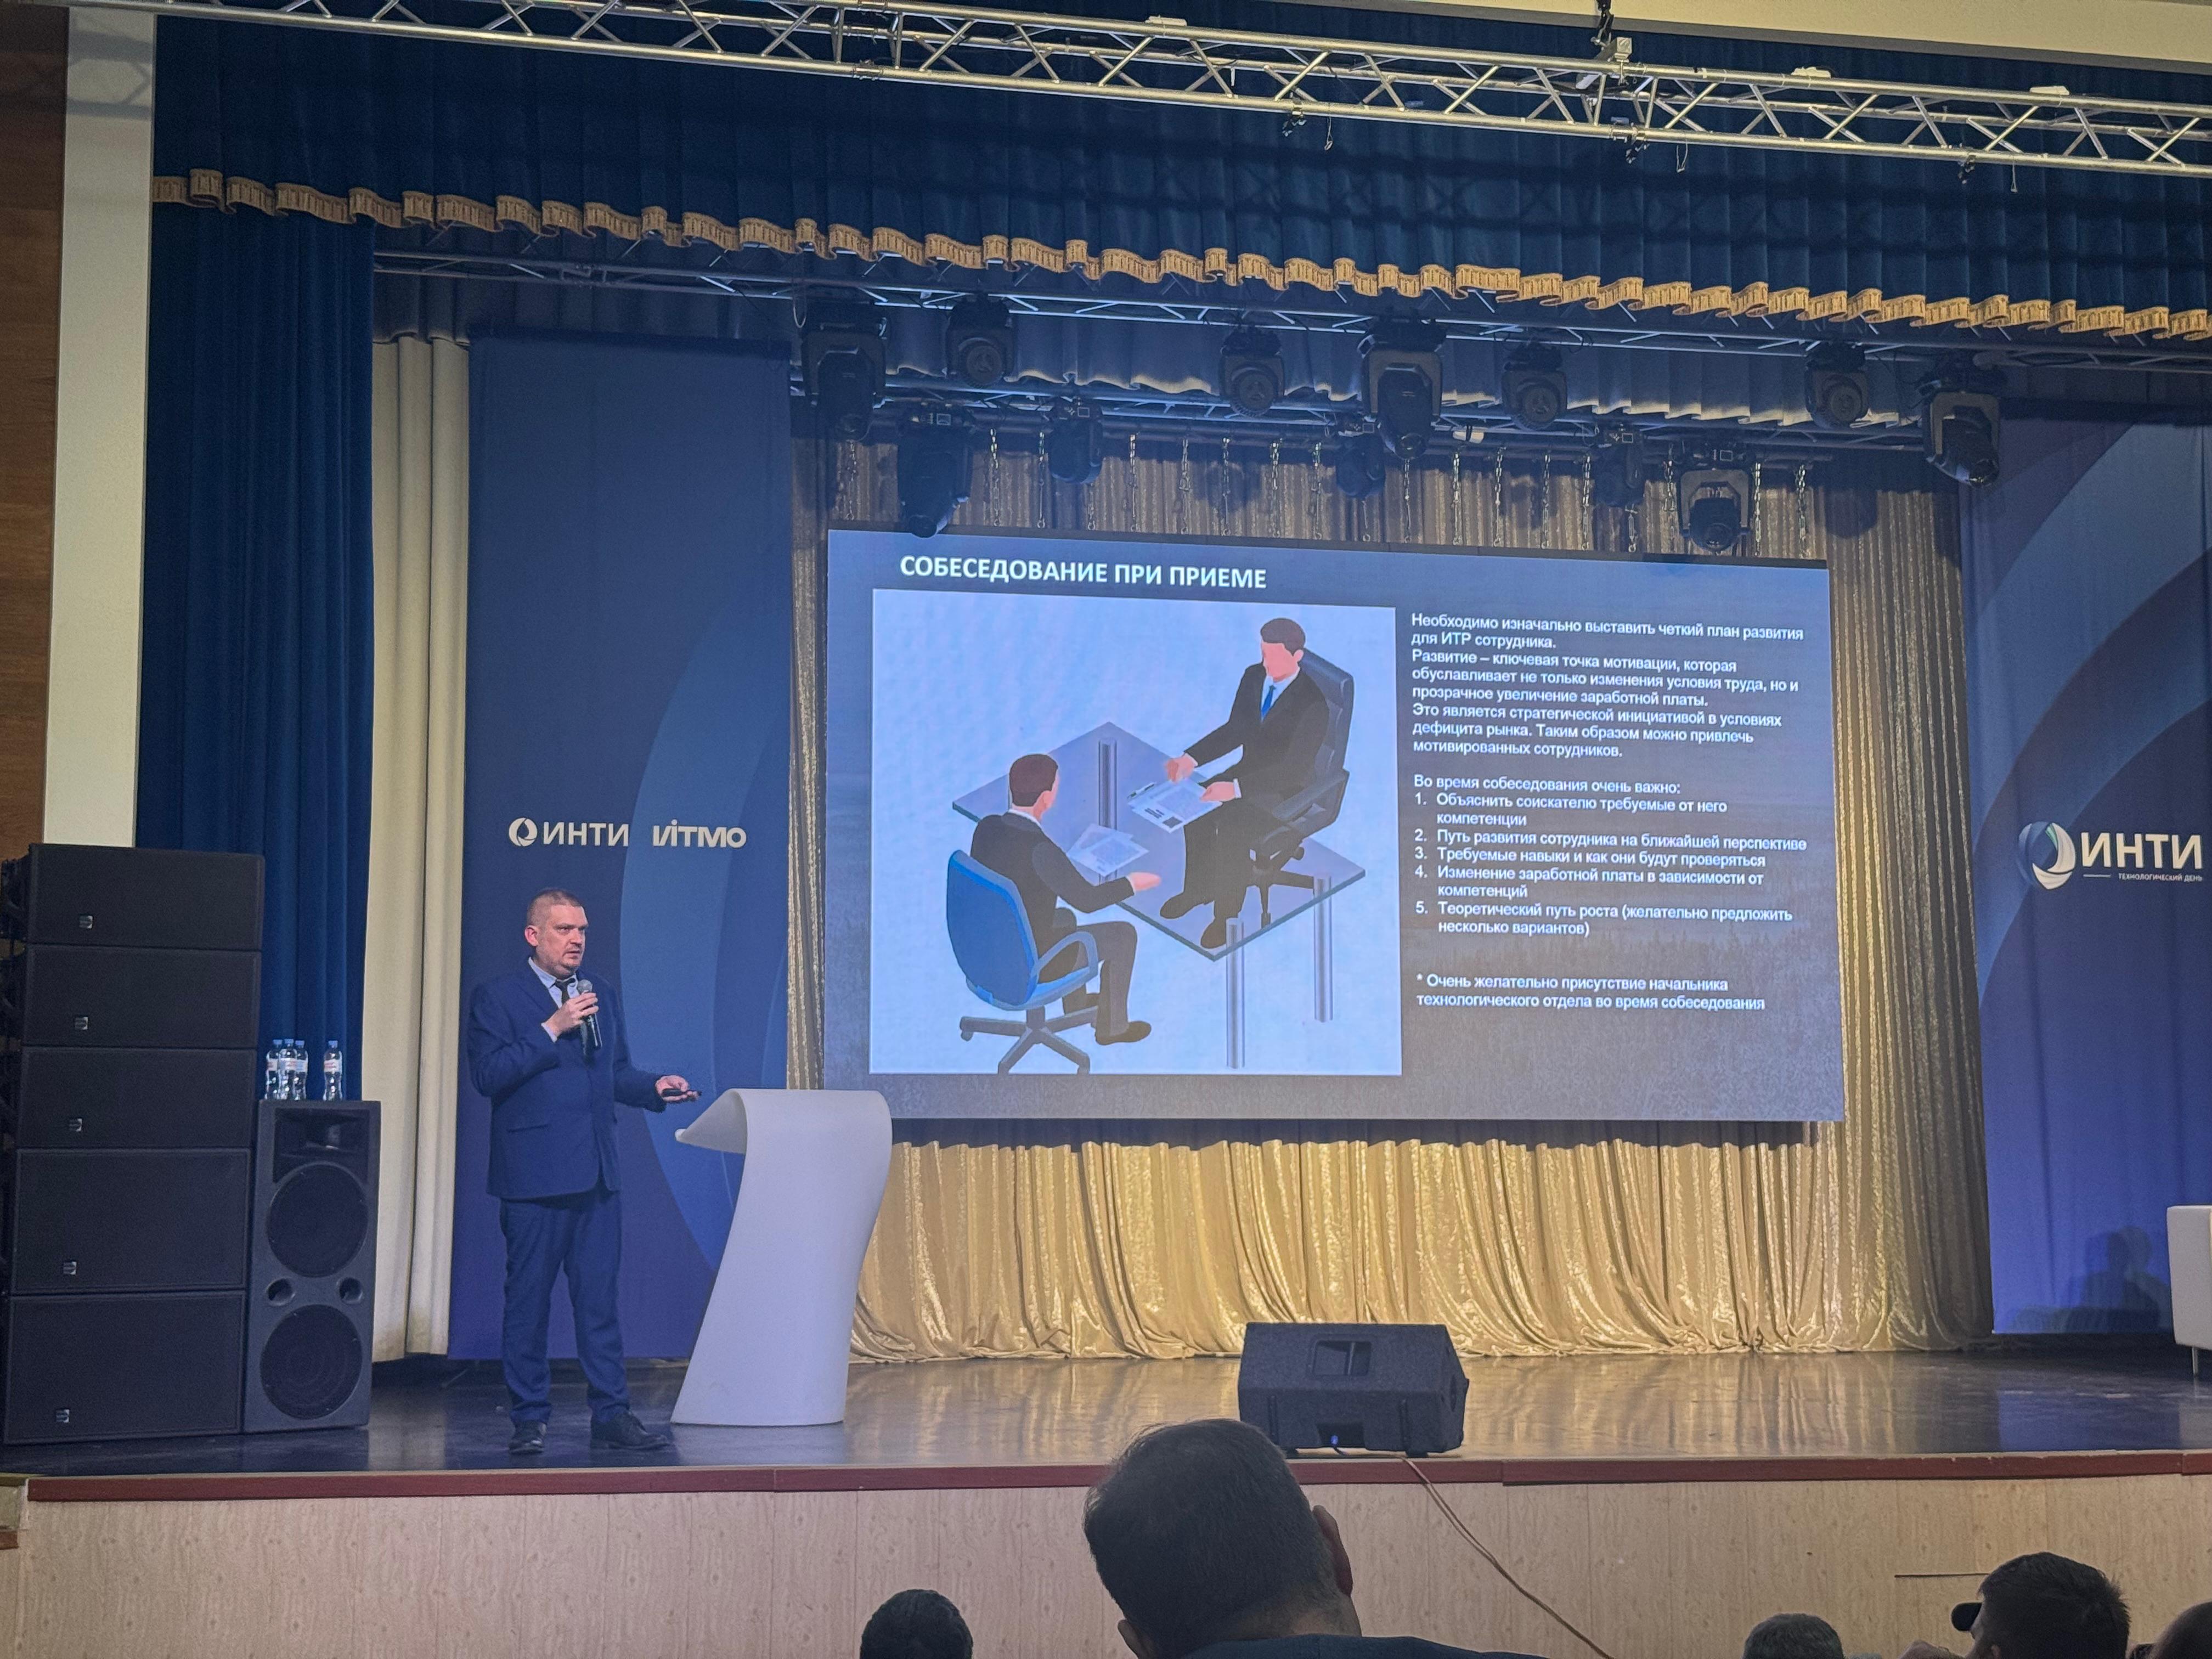 СОБЕСЕДОВАНИЕ ПРИ ПРИЕМЕ
Необходимо изначально выставить четкий план развития
для ИТР сотрудника.
Развитие – ключевая точка мотивации, которая
обуславливает не только изменения условия труда, но и
прозрачное увеличение заработной платы.
Это является стратегической инициативой в условиях
дефицита рынка. Таким образом можно привлечь
мотивированных сотрудников.
Во время собеседования очень важно:
1. Объяснить соискателю требуемые от него
компетенции
2. Путь развития сотрудника на ближайшей перспективе
3. Требуемые навыки и как они будут проверяться
4. Изменение заработной платы в зависимости от
компетенций
5. Теоретический путь роста (желательно предложить
несколько вариантов)
* Очень желательно присутствие начальника
технологического отдела во время собеседования
ИНТИ ИTMO
ИНТИ
ТЕХНОЛОГИЧЕСКИЙ ДЕНЬ